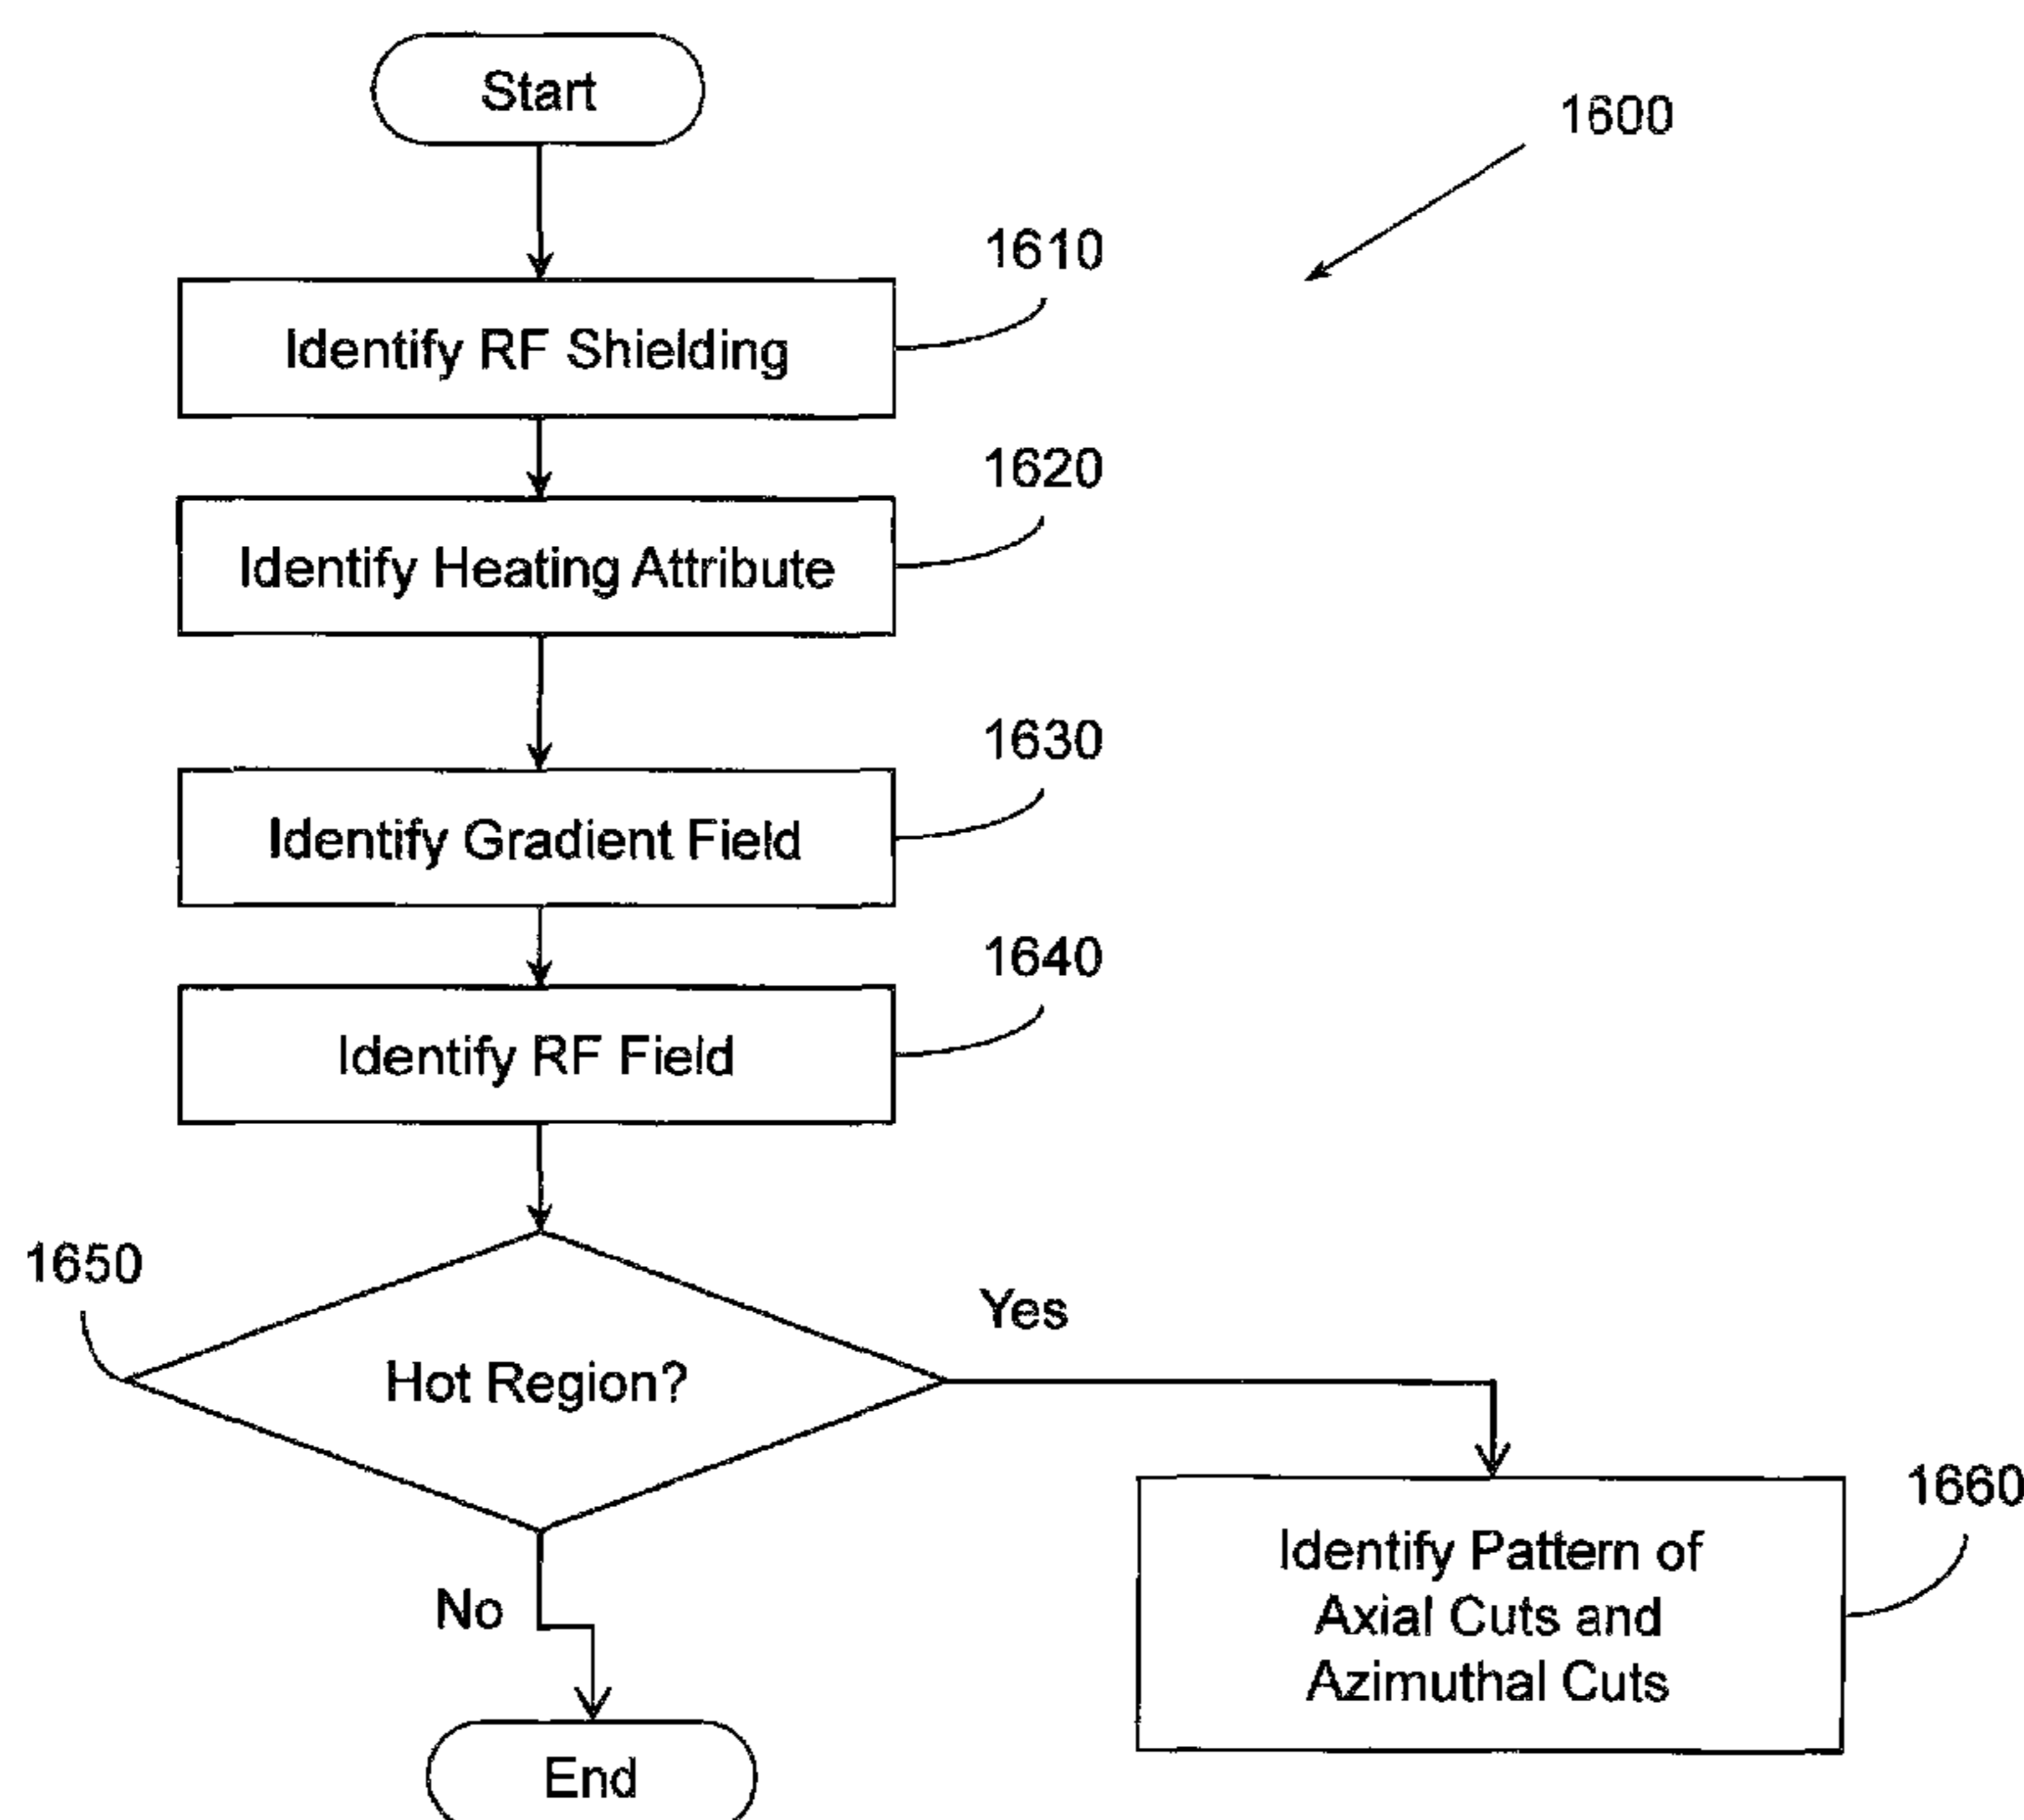 Start
1600
1610
Identify RF Shielding
1620
Identify Heating Attribute
1630
Identify Gradient Field
1640
Identify RF Field
1650
Yes
Hot Region?
1660
Identify Pattern of
Axial Cuts and
Azimuthal Cuts
No
End